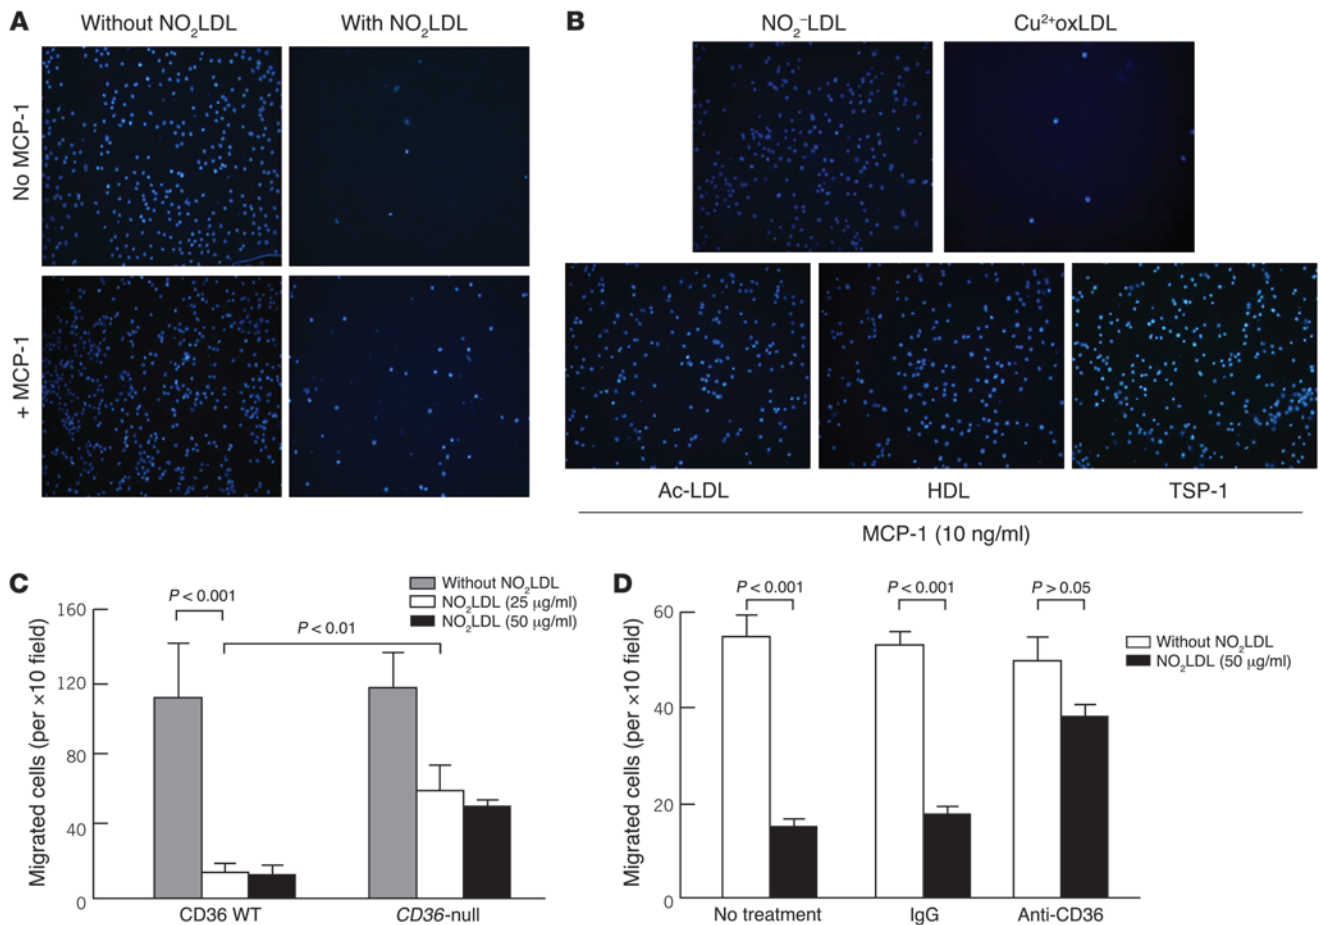 A
Without NO₂LDL
With NO₂LDL
No MCP-1
+ MCP-1
B
NO₂⁻LDL
Cu²⁺oxLDL
Ac-LDL
HDL
TSP-1
MCP-1 (10 ng/ml)
C
Without NO₂LDL
NO₂LDL (25 μg/ml)
NO₂LDL (50 μg/ml)
P < 0.001
P < 0.01
Migrated cells (per ×10 field)
160
120
80
40
0
CD36 WT
CD36-null
D
P < 0.001
P < 0.001
P > 0.05
Without NO₂LDL
NO₂LDL (50 μg/ml)
Migrated cells (per ×10 field)
60
40
20
0
No treatment
IgG
Anti-CD36